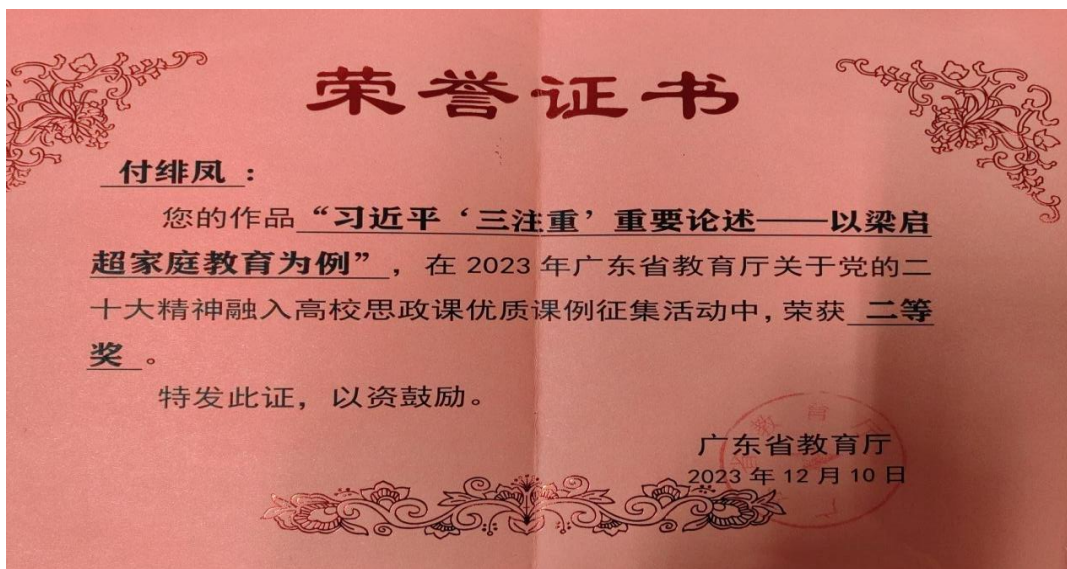 荣誉证书
付绯凤：
您的作品“习近平‘三注重’重要论述——以梁启
超家庭教育为例”，在 2023 年广东省教育厅关于党的二
十大精神融入高校思政课优质课例征集活动中，荣获 二等
奖 。
特发此证，以资鼓励。
广东省教育厅
2023 年 12 月 10 日